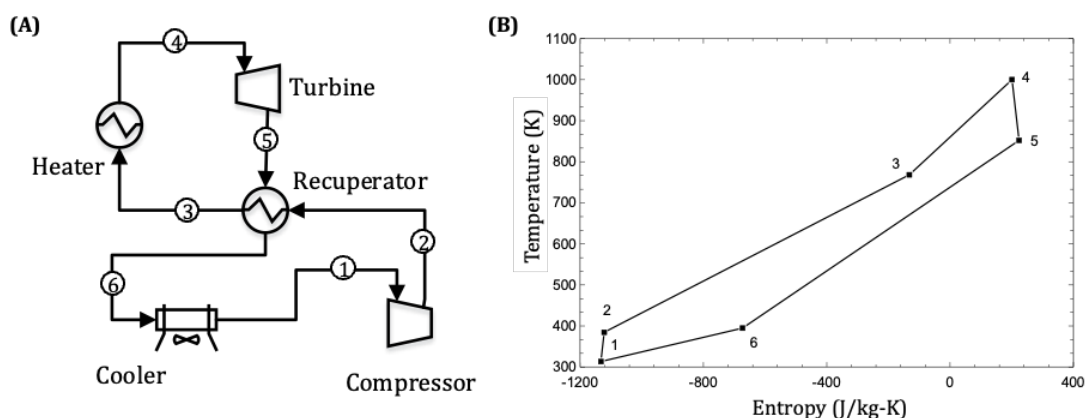 (A)
4
Turbine
5
Heater
Recuperator
3
2
6
1
Cooler
Compressor
(B)
Temperature (K)
1100
1000
900
800
700
600
500
400
300
-1200
-800
-400
0
400
Entropy (J/kg-K)
1
2
3
4
5
6